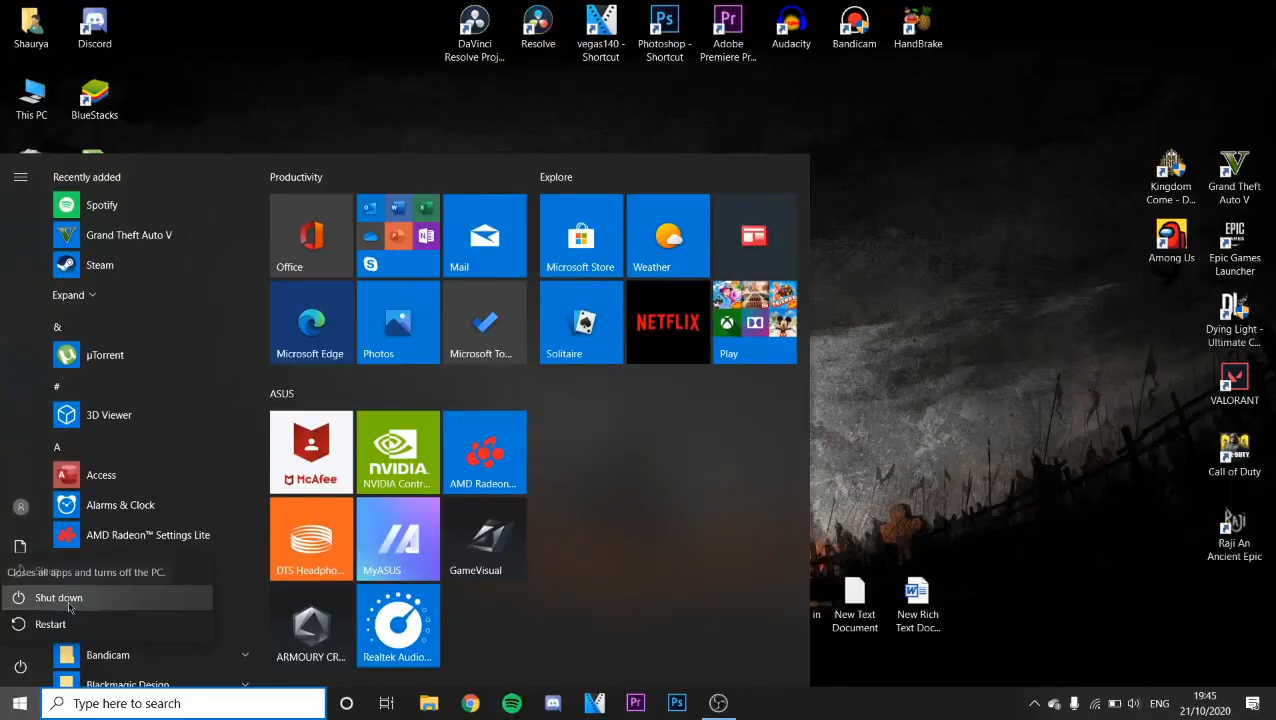 Shaurya
Discord
DaVinci
Resolve Proj...
Resolve
vegas140 -
Shortcut
Photoshop -
Shortcut
Adobe
Premiere Pr...
Audacity
Bandicam
HandBrake
This PC
BlueStacks
Recently added
Spotify
Grand Theft Auto V
Steam
Expand
&
µTorrent
#
3D Viewer
A
Access
Alarms & Clock
AMD Radeon™ Settings Lite
Closes all apps and turns off the PC.
Shut down
Restart
Bandicam
Blackmagic Design
Productivity
Office
Mail
Microsoft Edge
Photos
Microsoft To...
Explore
Microsoft Store
Weather
Solitaire
NETFLIX
Play
ASUS
McAfee
NVIDIA
NVIDIA Contr...
AMD Radeon...
DTS Headpho...
MyASUS
GameVisual
ARMOURY CR...
Realtek Audio...
Kingdom
Come - D...
Grand Theft
Auto V
Among Us
EPIC
GAMES
Epic Games
Launcher
Dying Light -
Ultimate C...
VALORANT
Call of Duty
Raji An
Ancient Epic
in
New Text
Document
New Rich
Text Doc...
Type here to search
ENG
19:45
21/10/2020